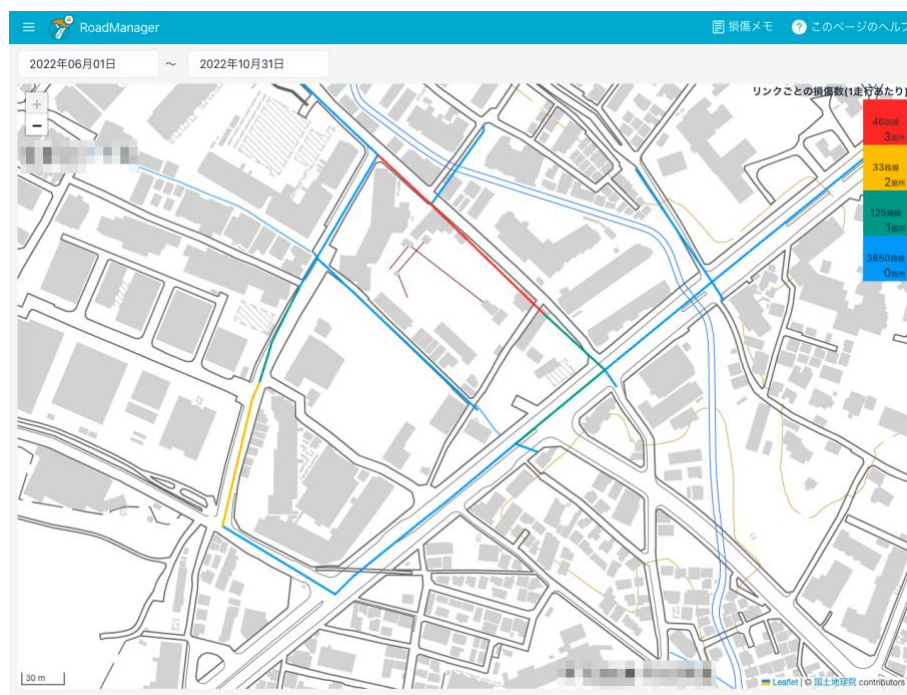 RoadManager
損傷メモ
? このページのヘルプ
2022年06月01日 ～ 2022年10月31日
リンクごとの損傷数(1走行あたり)
+
−
46路線
3箇所
33路線
2箇所
126路線
1箇所
3850路線
0箇所
30 m
Leaflet | © 国土地理院 contributors